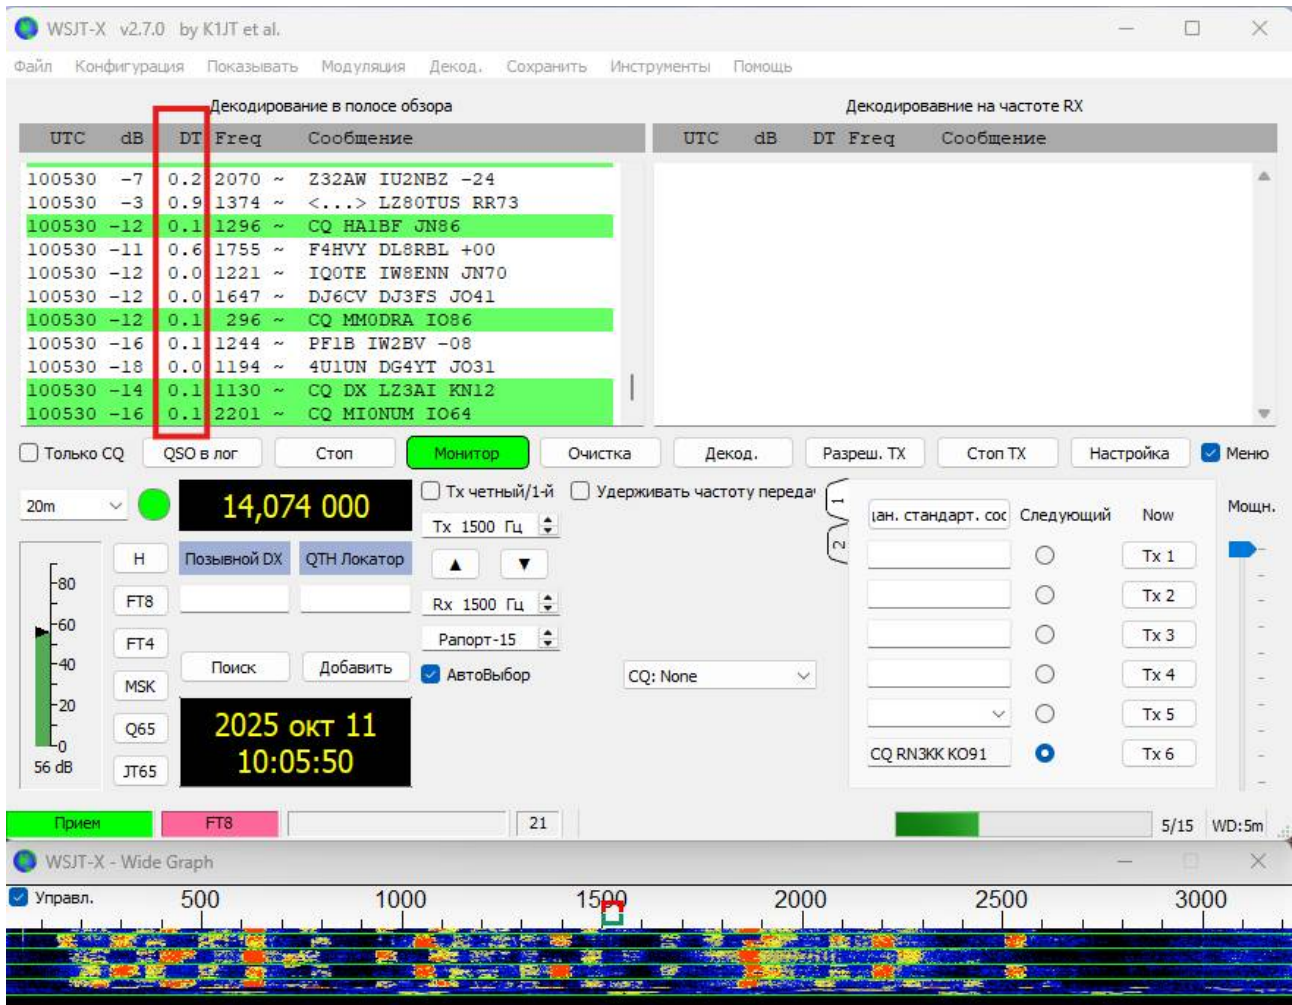 WSJT-X v2.7.0 by K1JT et al.
Файл Конфигурация Показывать Модуляция Декод. Сохранить Инструменты Помощь
Декодирование в полосе обзора
UTC dB DT Freq Сообщение
100530 -7 0.2 2070 ~ Z32AW IU2NBZ -24
100530 -3 0.9 1374 ~ <...> LZ80TUS RR73
100530 -12 0.1 1296 ~ CQ HA1BF JN86
100530 -11 0.6 1755 ~ F4HVY DL8RBL +00
100530 -12 0.0 1221 ~ IQ0TE IW8ENN JN70
100530 -12 0.0 1647 ~ DJ6CV DJ3FS JO41
100530 -12 0.1 296 ~ CQ MM0DRA IO86
100530 -16 0.1 1244 ~ PF1B IW2BV -08
100530 -18 0.0 1194 ~ 4U1UN DG4YT JO31
100530 -14 0.1 1130 ~ CQ DX LZ3AI KN12
100530 -16 0.1 2201 ~ CQ MI0NUM IO64
Декодировавние на частоте RX
UTC dB DT Freq Сообщение
Только CQ QSO в лог Стоп Монитор Очистка Декод. Разреш. TX Стоп TX Настройка Меню
20m
14,074 000
Tx четный/1-й Удерживать частоту переда
Tx 1500 Гц
Позывной DX QTH Локатор
Rx 1500 Гц
Рапорт-15
Поиск Добавить
АвтоВыбор
CQ: None
2025 окт 11
10:05:50
-80
-60
-40
-20
0
56 dB
H
FT8
FT4
MSK
Q65
JT65
1
2
ан. стандарт. сос Следующий Now
Tx 1
Tx 2
Tx 3
Tx 4
Tx 5
CQ RN3KK KO91 Tx 6
Мощн.
Прием FT8 21 5/15 WD:5m
WSJT-X - Wide Graph
Управл. 500 1000 1500 2000 2500 3000